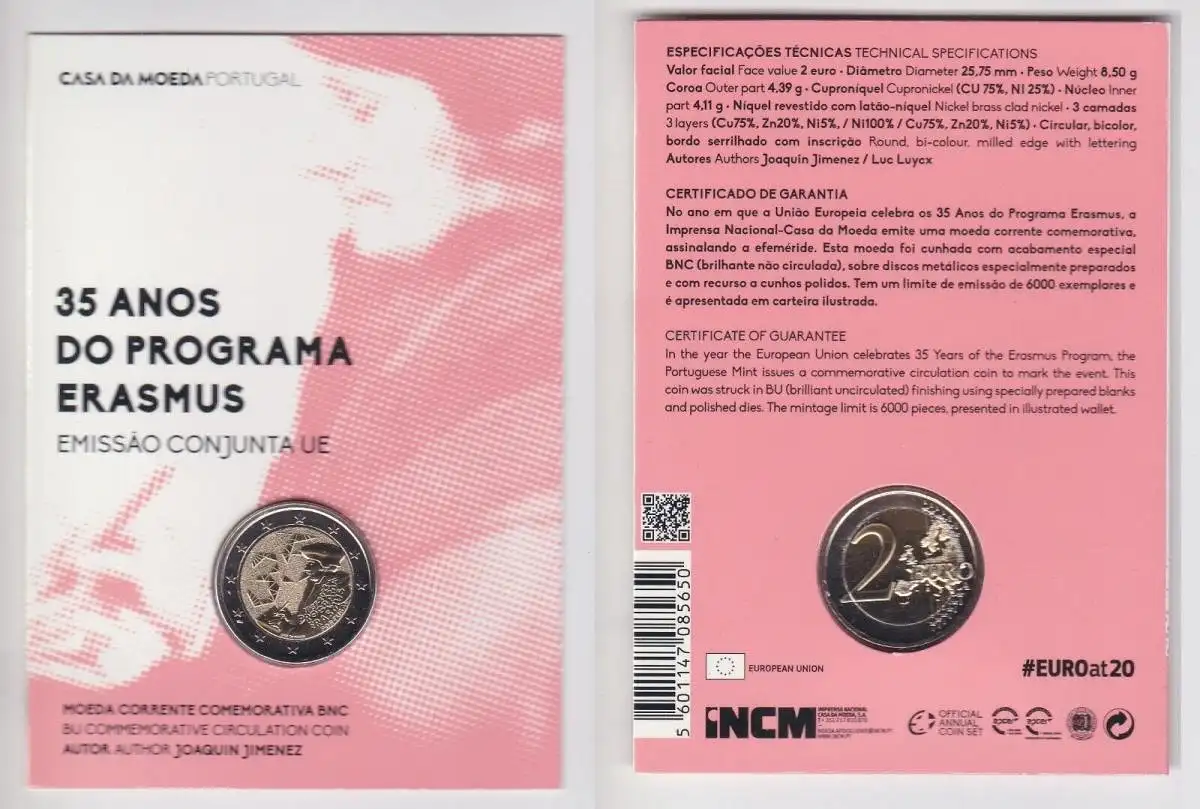 CASA DA MOEDA PORTUGAL
35 ANOS
DO PROGRAMA
ERASMUS
EMISSÃO CONJUNTA UE
MOEDA CORRENTE COMEMORATIVA BNC
BU COMMEMORATIVE CIRCULATION COIN
AUTOR AUTHOR JOAQUIN JIMENEZ
ESPECIFICAÇÕES TÉCNICAS TECHNICAL SPECIFICATIONS
Valor facial Face value 2 euro • Diâmetro Diameter 25,75 mm • Peso Weight 8,50 g
Coroa Outer part 4,39 g • Cuproníquel Cupronickel (CU 75%, NI 25%) • Núcleo Inner
part 4,11 g • Níquel revestido com latão-níquel Nickel brass clad nickel • 3 camadas
3 layers (Cu75%, Zn20%, Ni5%, / Ni100% / Cu75%, Zn20%, Ni5%) • Circular, bicolor,
bordo serrilhado com inscrição Round, bi-colour, milled edge with lettering
Autores Authors Joaquin Jimenez / Luc Luycx
CERTIFICADO DE GARANTIA
No ano em que a União Europeia celebra os 35 Anos do Programa Erasmus, a
Imprensa Nacional-Casa da Moeda emite uma moeda corrente comemorativa,
assinalando a efeméride. Esta moeda foi cunhada com acabamento especial
BNC (brilhante não circulada), sobre discos metálicos especialmente preparados
e com recurso a cunhos polidos. Tem um limite de emissão de 6000 exemplares e
é apresentada em carteira ilustrada.
CERTIFICATE OF GUARANTEE
In the year the European Union celebrates 35 Years of the Erasmus Program, the
Portuguese Mint issues a commemorative circulation coin to mark the event. This
coin was struck in BU (brilliant uncirculated) finishing using specially prepared blanks
and polished dies. The mintage limit is 6000 pieces, presented in illustrated wallet.
2 EURO
5 601147 085650
EUROPEAN UNION
#EUROat20
INCM
IMPRENSA NACIONAL
CASA DA MOEDA, S.A.
OFFICIAL
ANNUAL
COIN SET